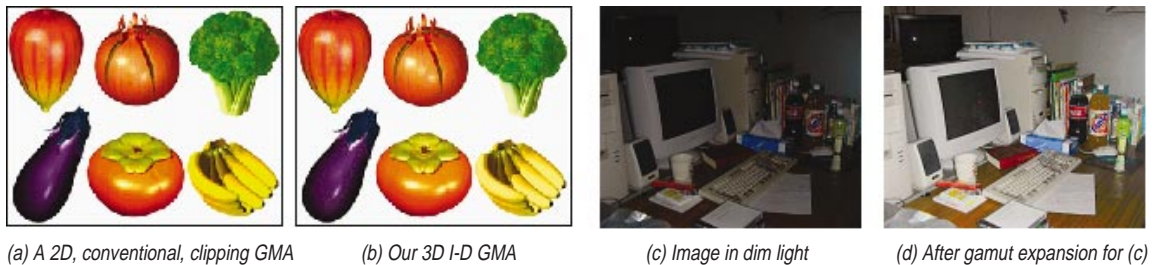 (a) A 2D, conventional, clipping GMA
(b) Our 3D I-D GMA
(c) Image in dim light
(d) After gamut expansion for (c)